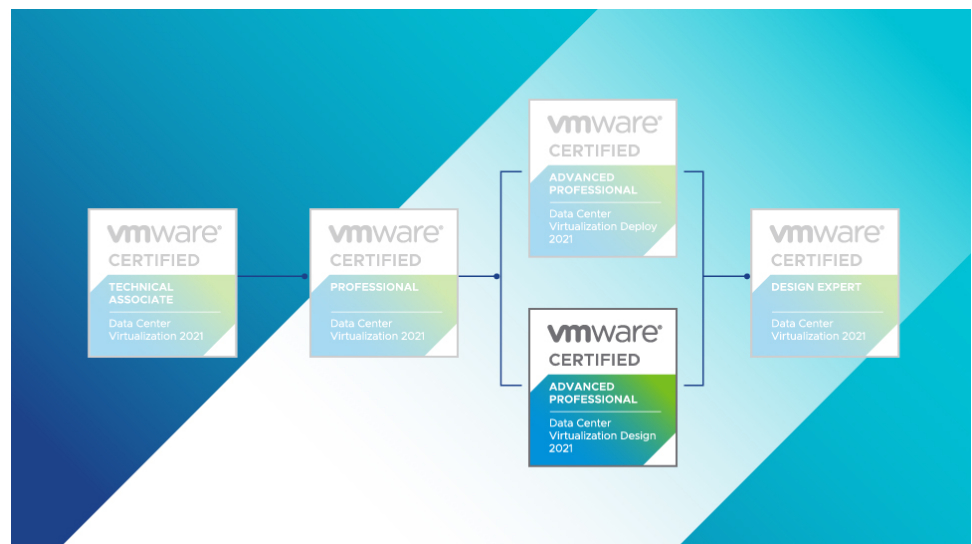 vmware®
CERTIFIED
TECHNICAL
ASSOCIATE
Data Center
Virtualization 2021
vmware®
CERTIFIED
PROFESSIONAL
Data Center
Virtualization 2021
vmware®
CERTIFIED
ADVANCED
PROFESSIONAL
Data Center
Virtualization Deploy
2021
vmware®
CERTIFIED
ADVANCED
PROFESSIONAL
Data Center
Virtualization Design
2021
vmware®
CERTIFIED
DESIGN EXPERT
Data Center
Virtualization 2021